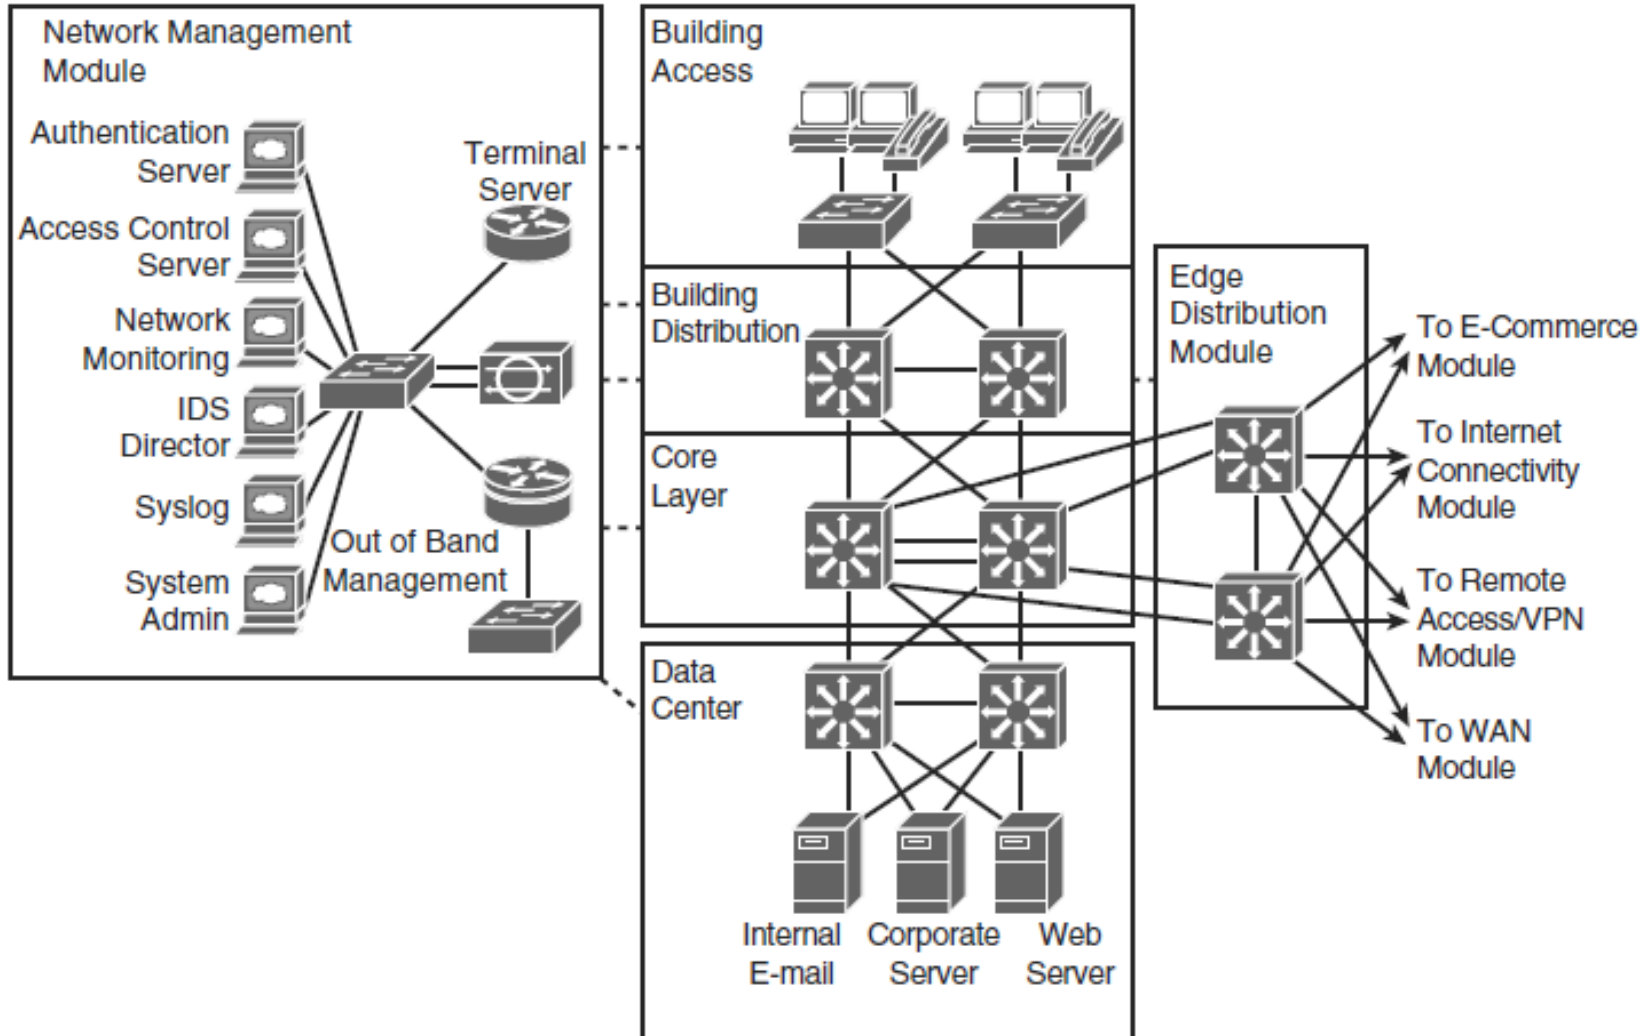 Network Management
Module
Authentication
Server
Access Control
Server
Network
Monitoring
IDS
Director
Syslog
System
Admin
Terminal
Server
Out of Band
Management
Building
Access
Building
Distribution
Core
Layer
Data
Center
Internal
E-mail
Corporate
Server
Web
Server
Edge
Distribution
Module
To E-Commerce
Module
To Internet
Connectivity
Module
To Remote
Access/VPN
Module
To WAN
Module